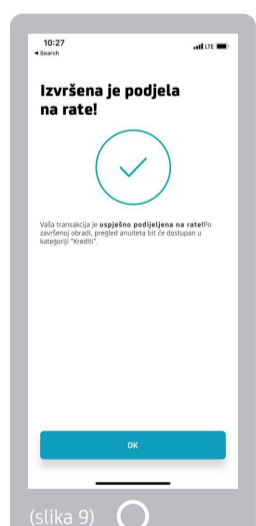 10:27
◀ Search
LTE
Izvršena je podjela
na rate!
Vaša transakcija je uspješno podijeljena na rate!Po
završenoj obradi, pregled anuiteta bit će dostupan u
kategoriji "Krediti".
OK
(slika 9)